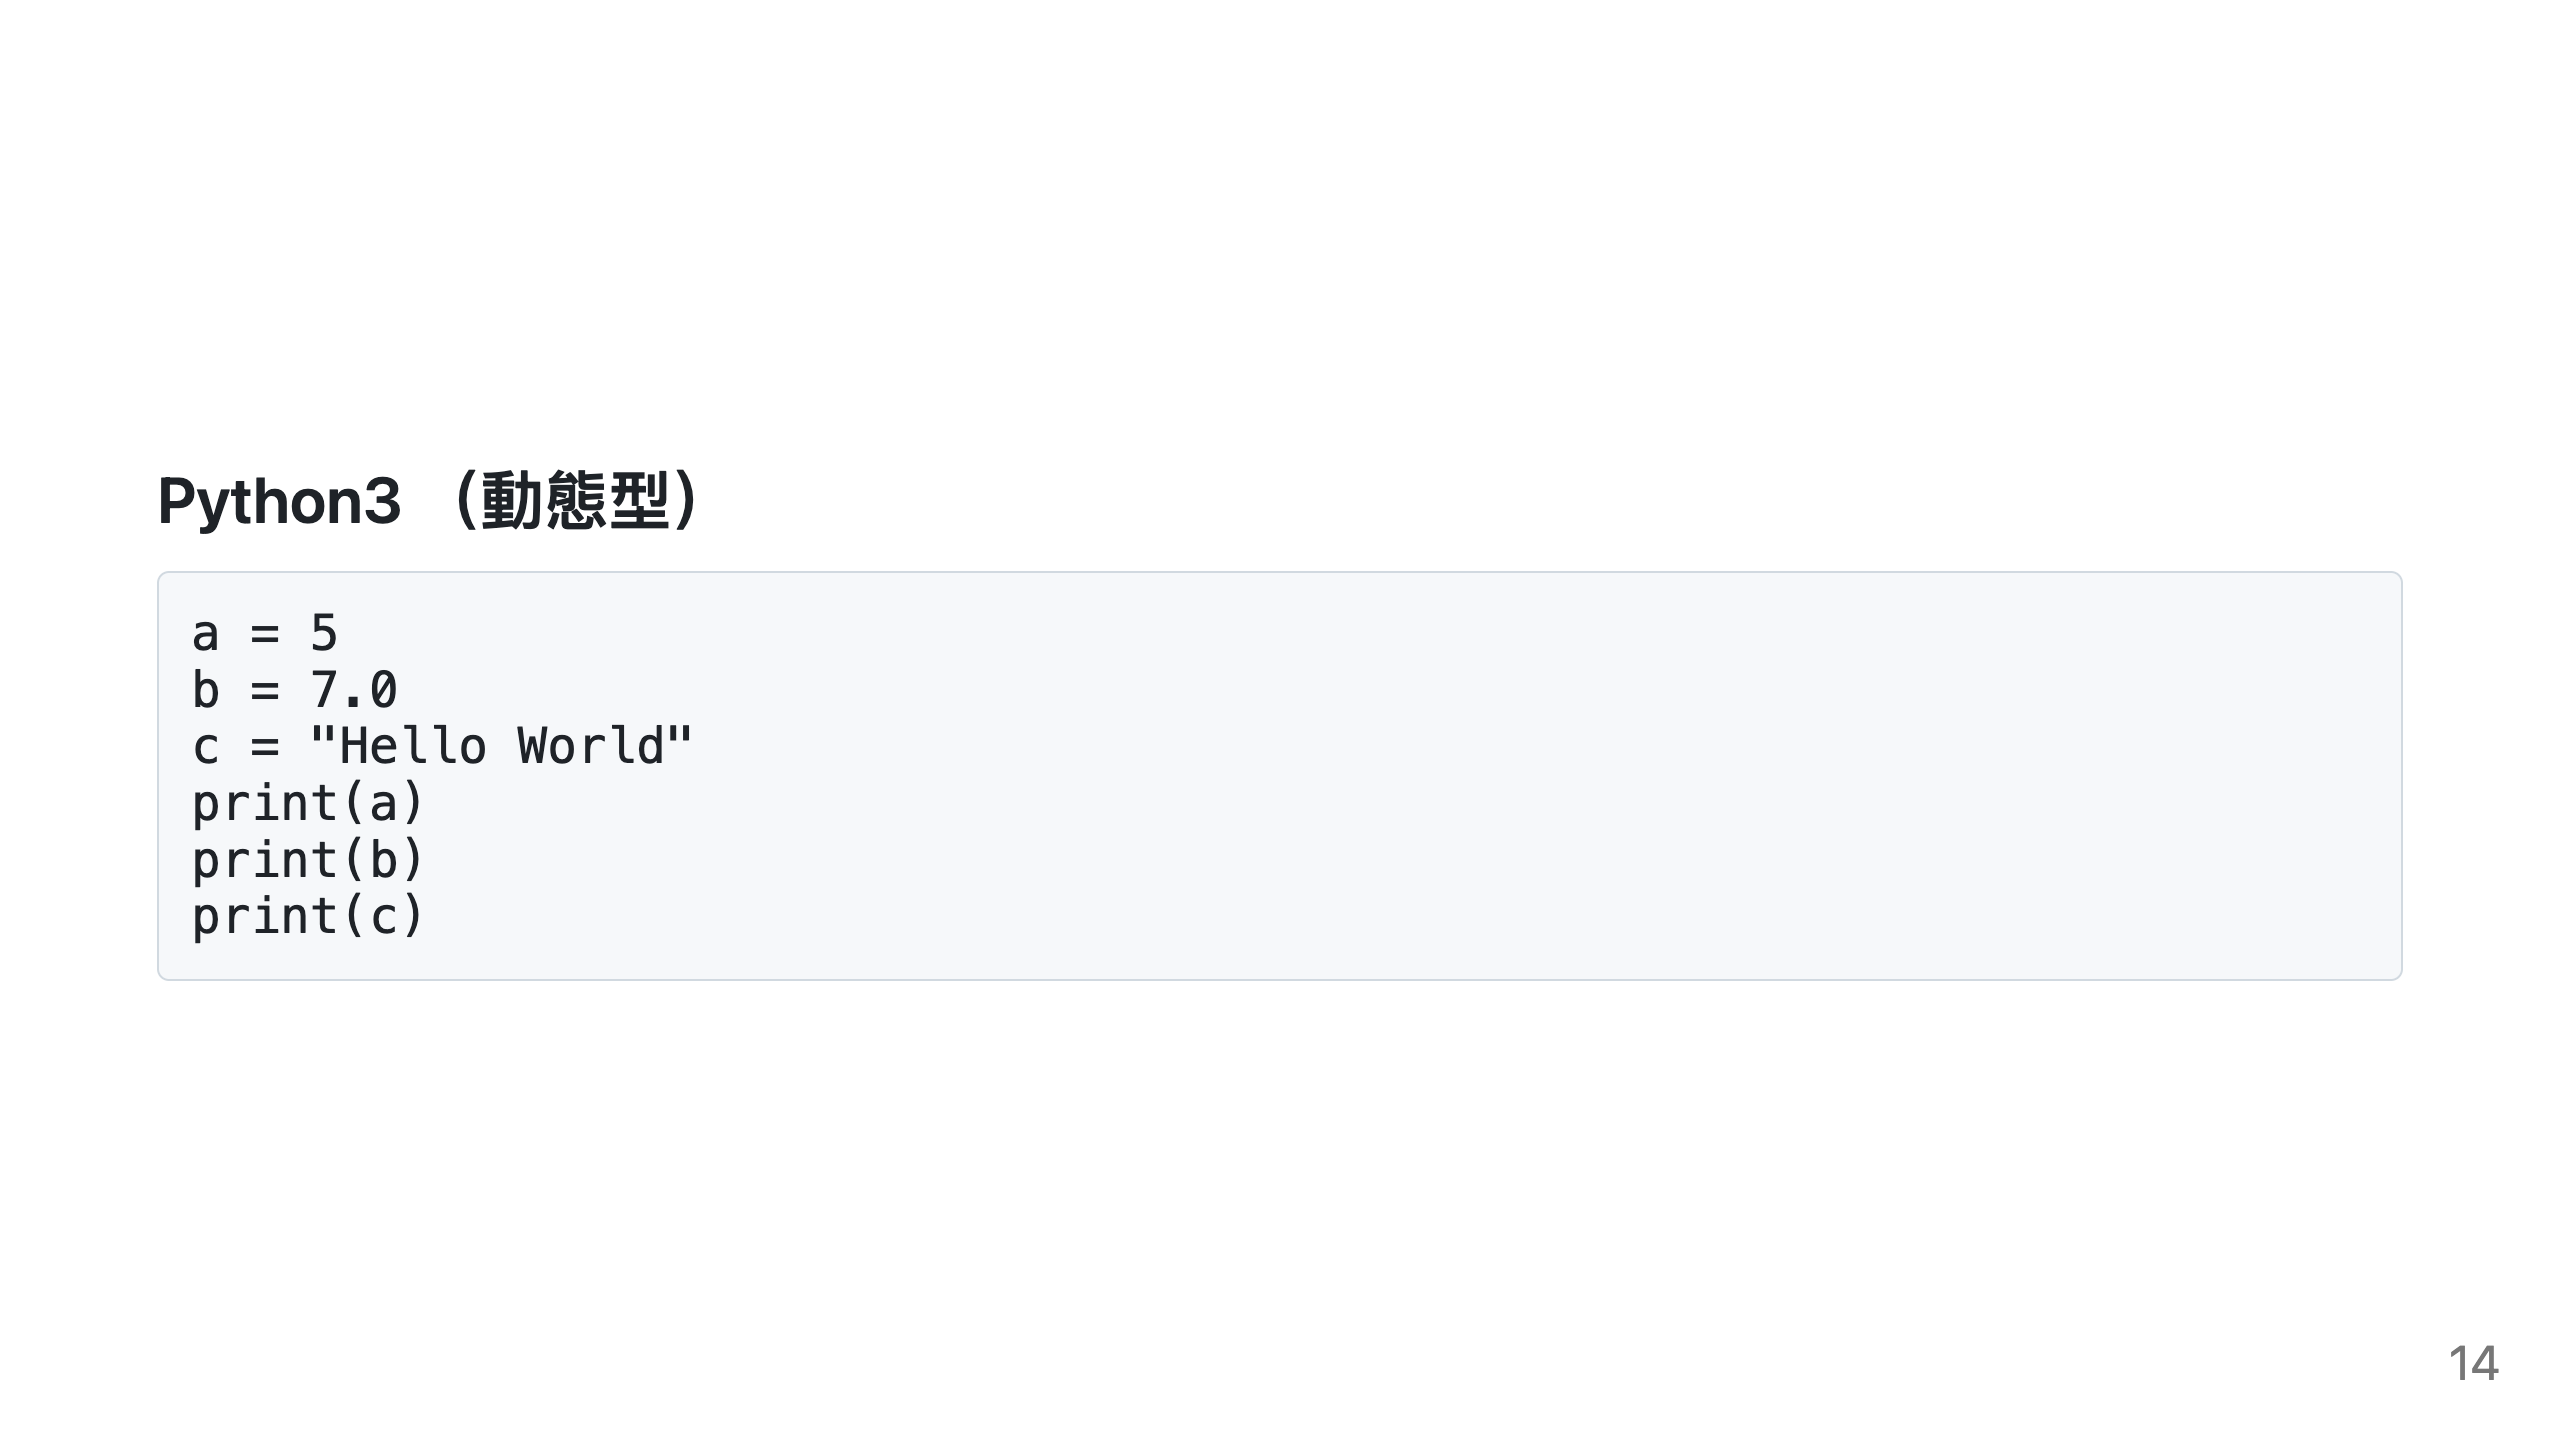 Python3 （動態型）
a = 5
b = 7.0
c = "Hello World"
print(a)
print(b)
print(c)
14